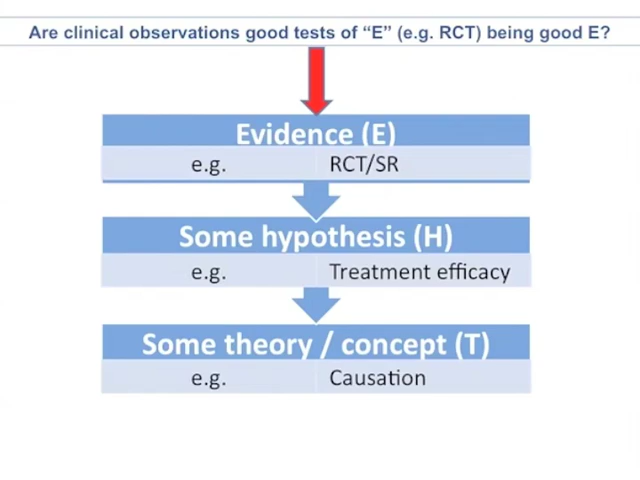 Are clinical observations good tests of “E” (e.g. RCT) being good E?
Evidence (E)
e.g. RCT/SR
Some hypothesis (H)
e.g. Treatment efficacy
Some theory / concept (T)
e.g. Causation